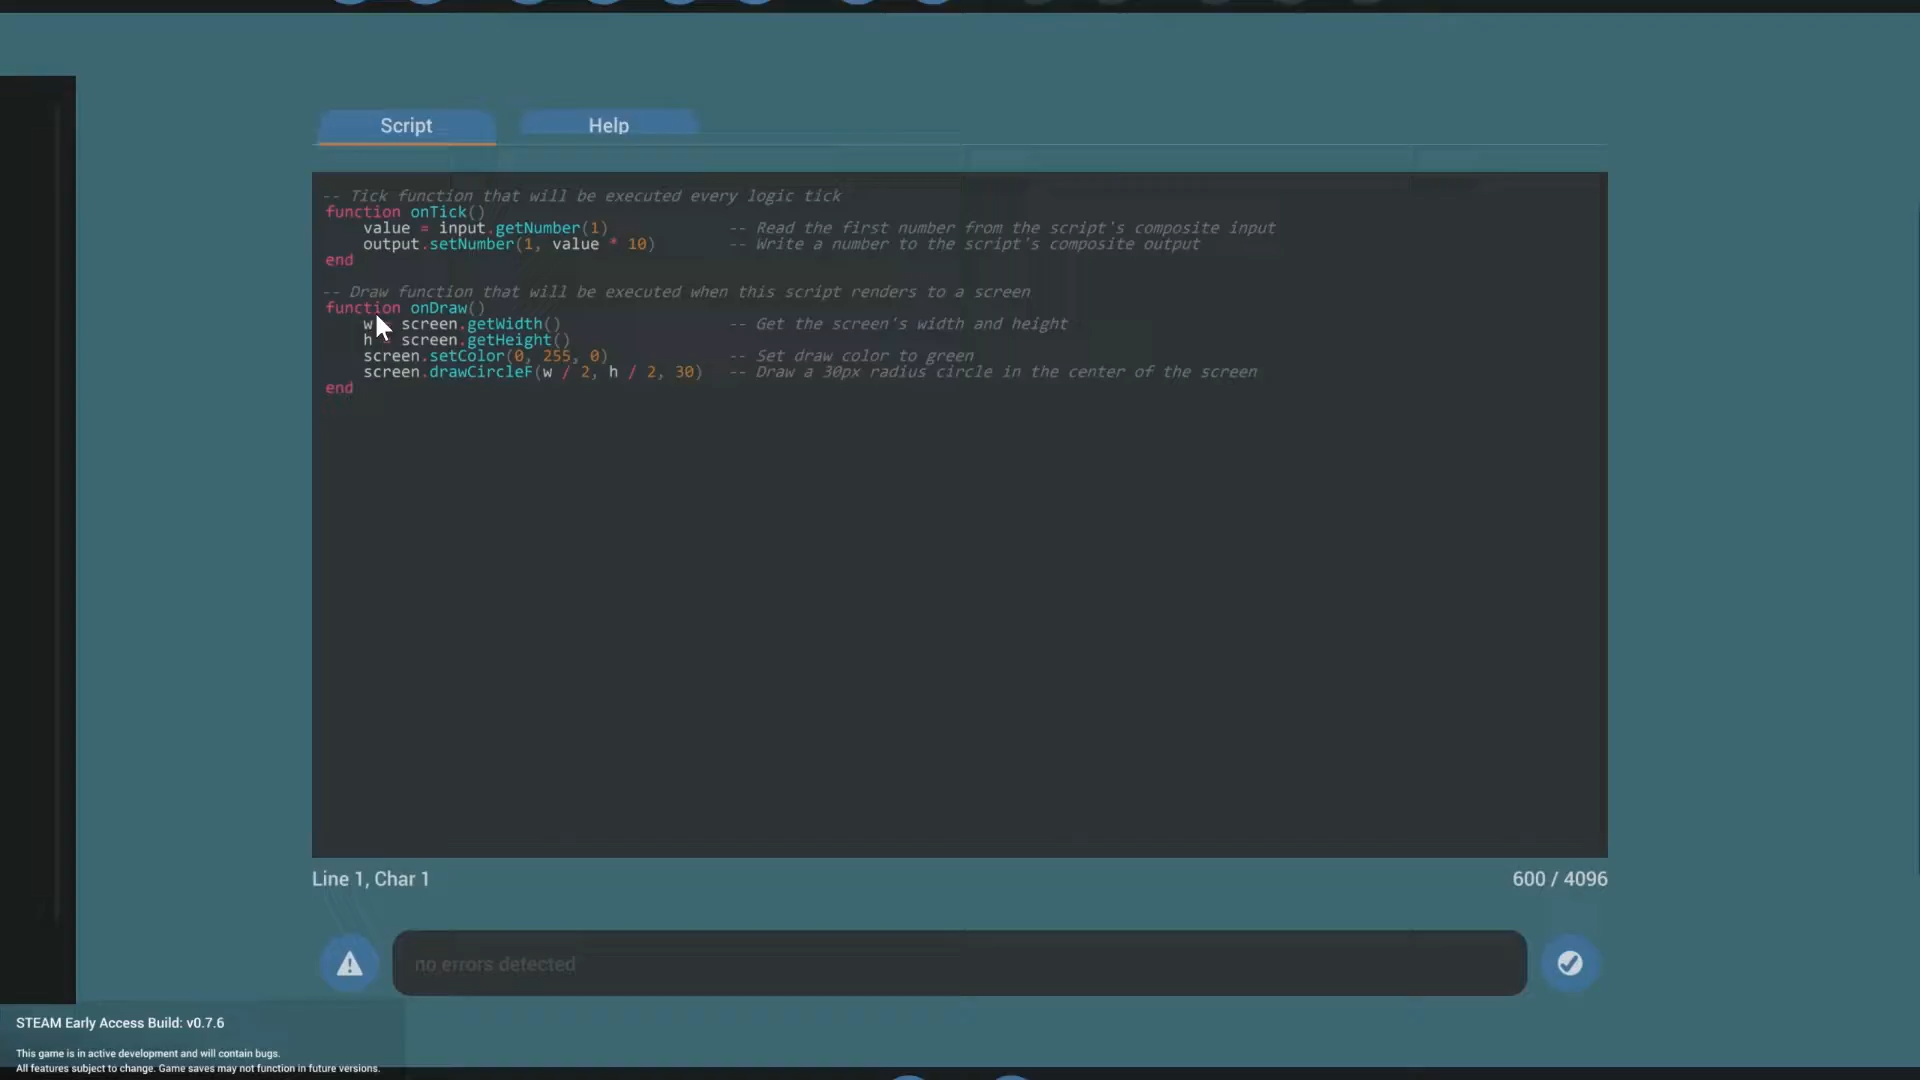 Script Help
-- Tick function that will be executed every logic tick
function onTick()
    value = input.getNumber(1)             -- Read the first number from the script's composite input
    output.setNumber(1, value * 10)        -- Write a number to the script's composite output
end
-- Draw function that will be executed when this script renders to a screen
function onDraw()
    w = screen.getWidth()                  -- Get the screen's width and height
    h = screen.getHeight()
    screen.setColor(0, 255, 0)             -- Set draw color to green
    screen.drawCircleF(w / 2, h / 2, 30)   -- Draw a 30px radius circle in the center of the screen
end
Line 1, Char 1 600 / 4096
no errors detected
STEAM Early Access Build: v0.7.6
This game is in active development and will contain bugs.
All features subject to change. Game saves may not function in future versions.